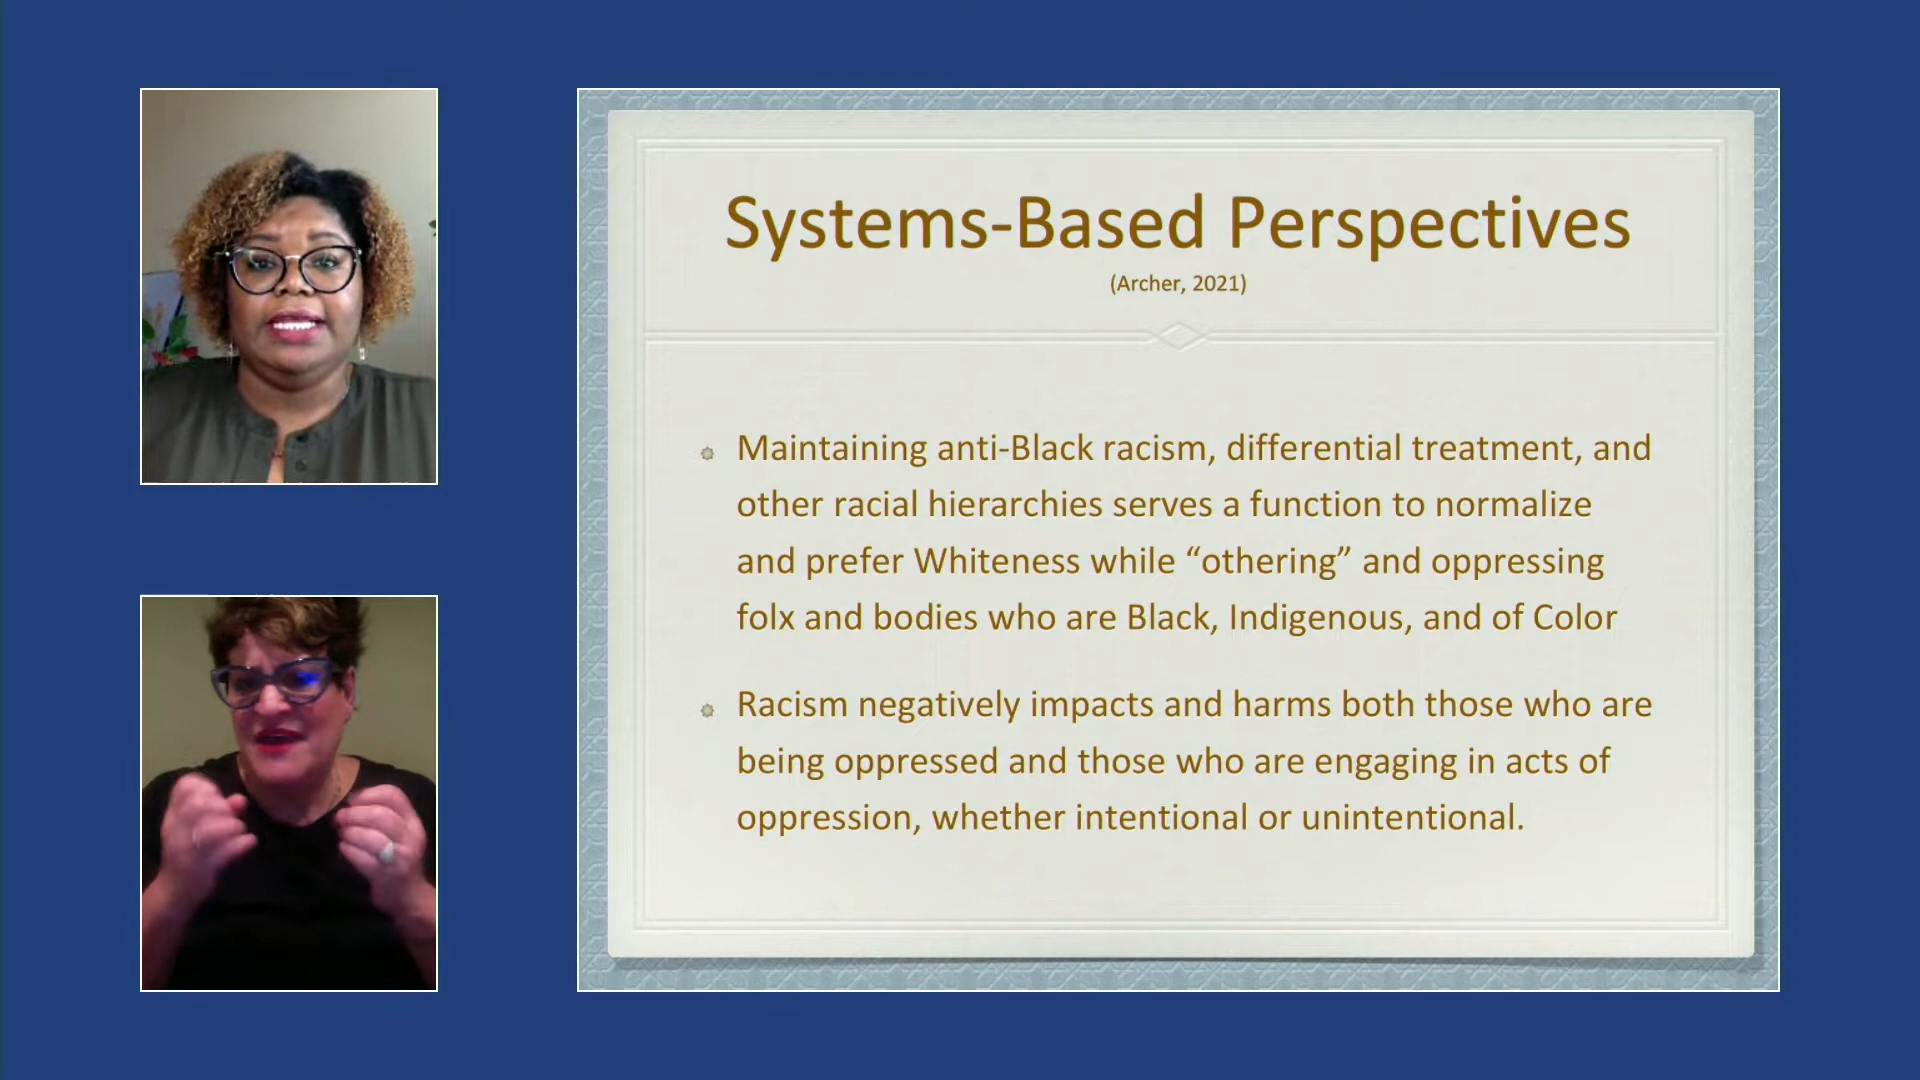 Systems-Based Perspectives
(Archer, 2021)
Maintaining anti-Black racism, differential treatment, and
other racial hierarchies serves a function to normalize
and prefer Whiteness while “othering” and oppressing
folx and bodies who are Black, Indigenous, and of Color
Racism negatively impacts and harms both those who are
being oppressed and those who are engaging in acts of
oppression, whether intentional or unintentional.